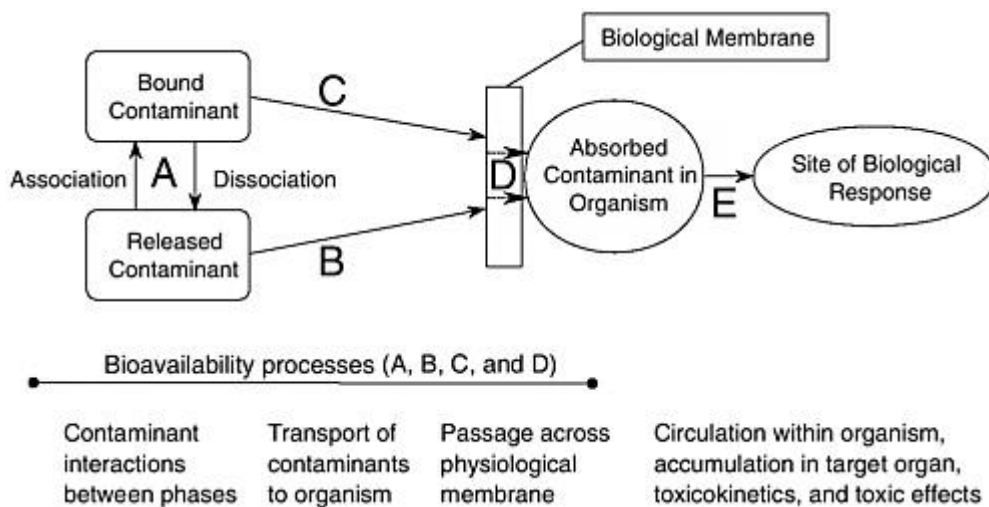 Biological Membrane
Bound
Contaminant
C
Association
A
Dissociation
D
Absorbed
Contaminant in
Organism
E
Site of Biological
Response
Released
Contaminant
B
Bioavailability processes (A, B, C, and D)
Contaminant
interactions
between phases
Transport of
contaminants
to organism
Passage across
physiological
membrane
Circulation within organism,
accumulation in target organ,
toxicokinetics, and toxic effects